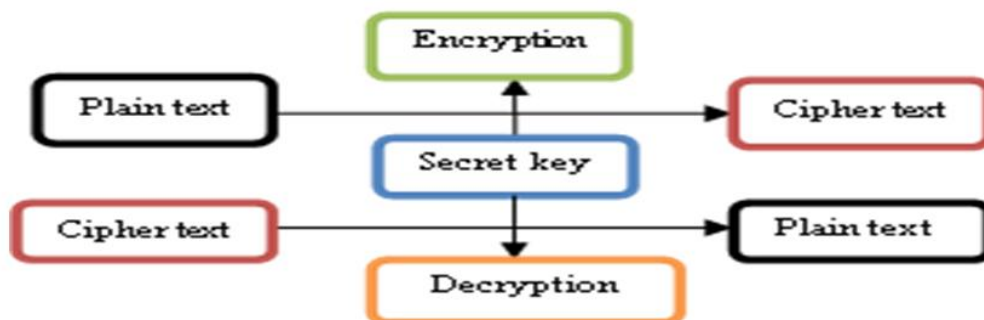 Encryption
Plain text
Cipher text
Secret key
Cipher text
Plain text
Decryption